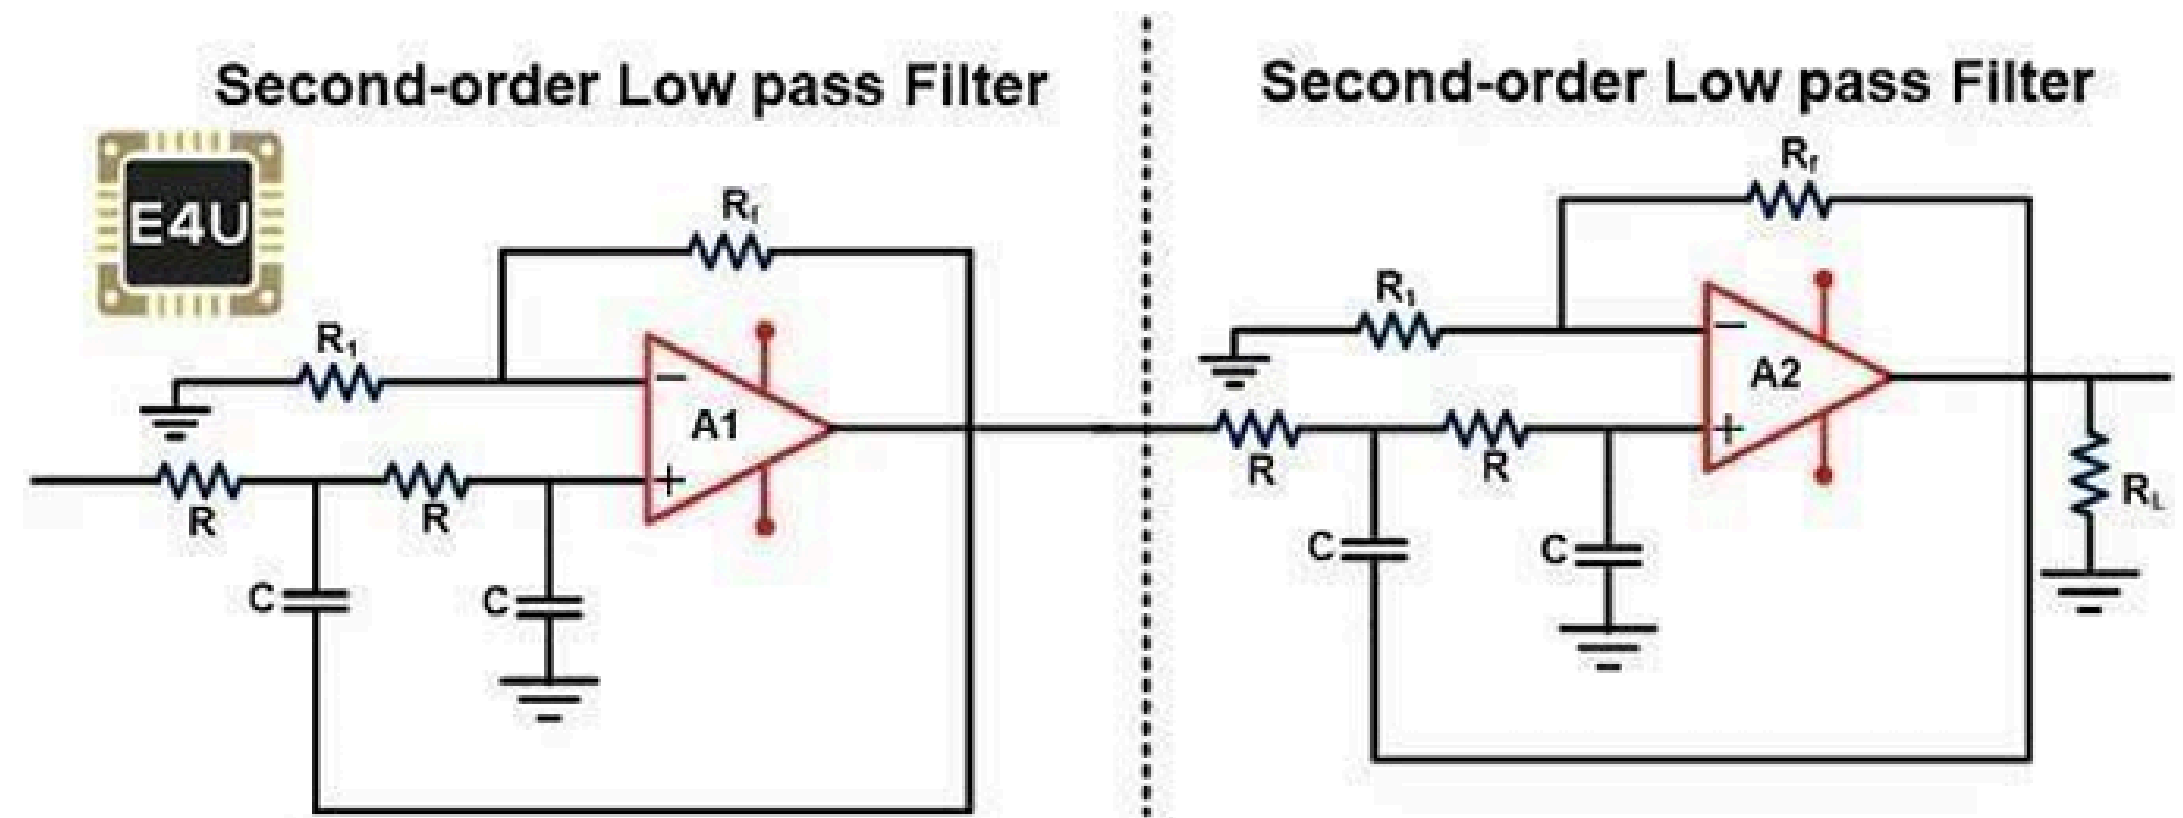 Second-order Low pass Filter
Second-order Low pass Filter
E4U
Rf
R1
A1
−
+
R
R
C
C
Rf
R1
A2
−
+
R
R
C
C
RL